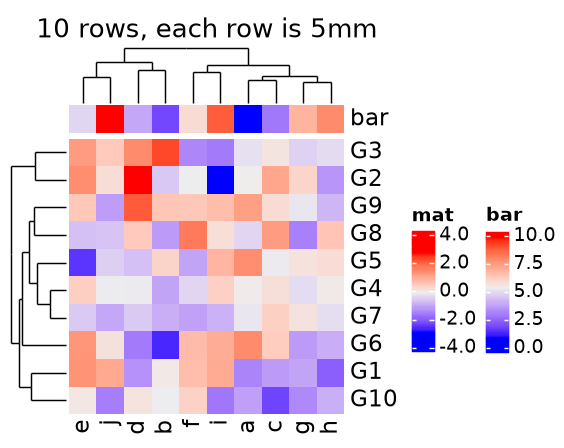 10 rows, each row is 5mm
bar
G3
G2
G9
G8
G5
G4
G7
G6
G1
G10
e j d b f i a c g h
mat
4.0
2.0
0.0
-2.0
-4.0
bar
10.0
7.5
5.0
2.5
0.0